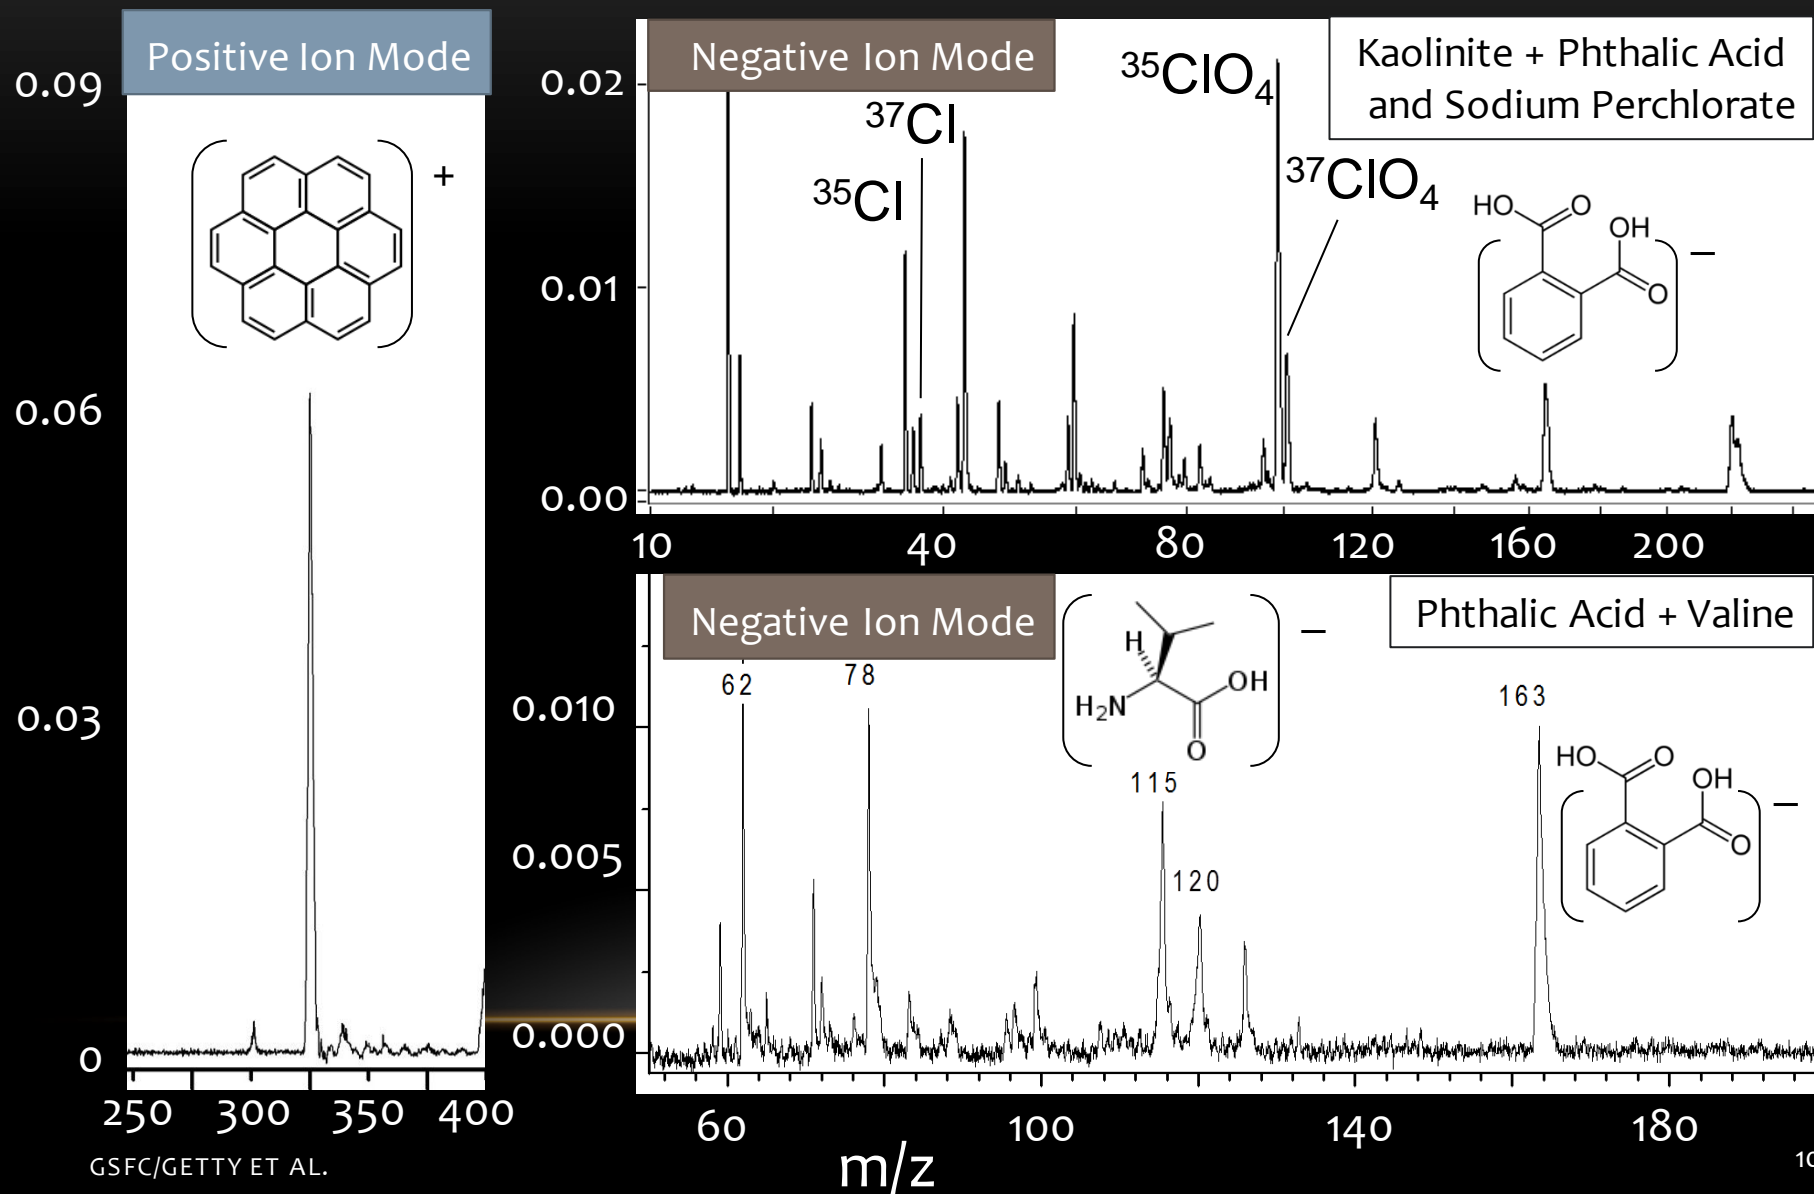 Positive Ion Mode
0.09
0.06
0.03
0
+
250 300 350 400
GSFC/GETTY ET AL.
Negative Ion Mode
Kaolinite + Phthalic Acid
and Sodium Perchlorate
0.02
0.01
0.00
³⁵Cl
³⁷Cl
³⁵ClO₄
³⁷ClO₄
HO O
OH
O
–
10 40 80 120 160 200
Negative Ion Mode
Phthalic Acid + Valine
0.010
0.005
0.000
62
78
H
H₂N
OH
O
–
115
120
163
HO O
OH
O
–
60 100 140 180
m/z
10